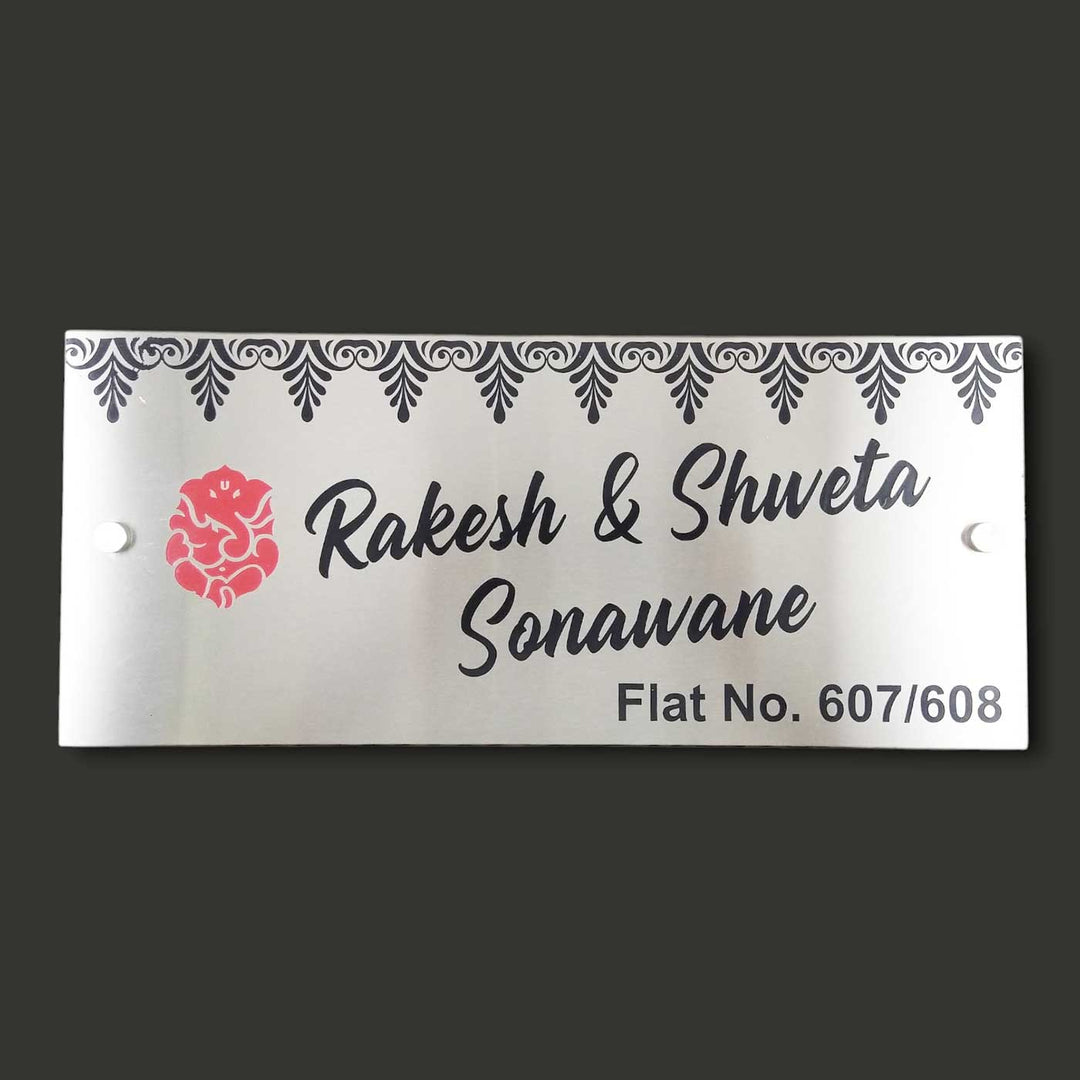 Rakesh & Shweta
Sonawane
Flat No. 607/608